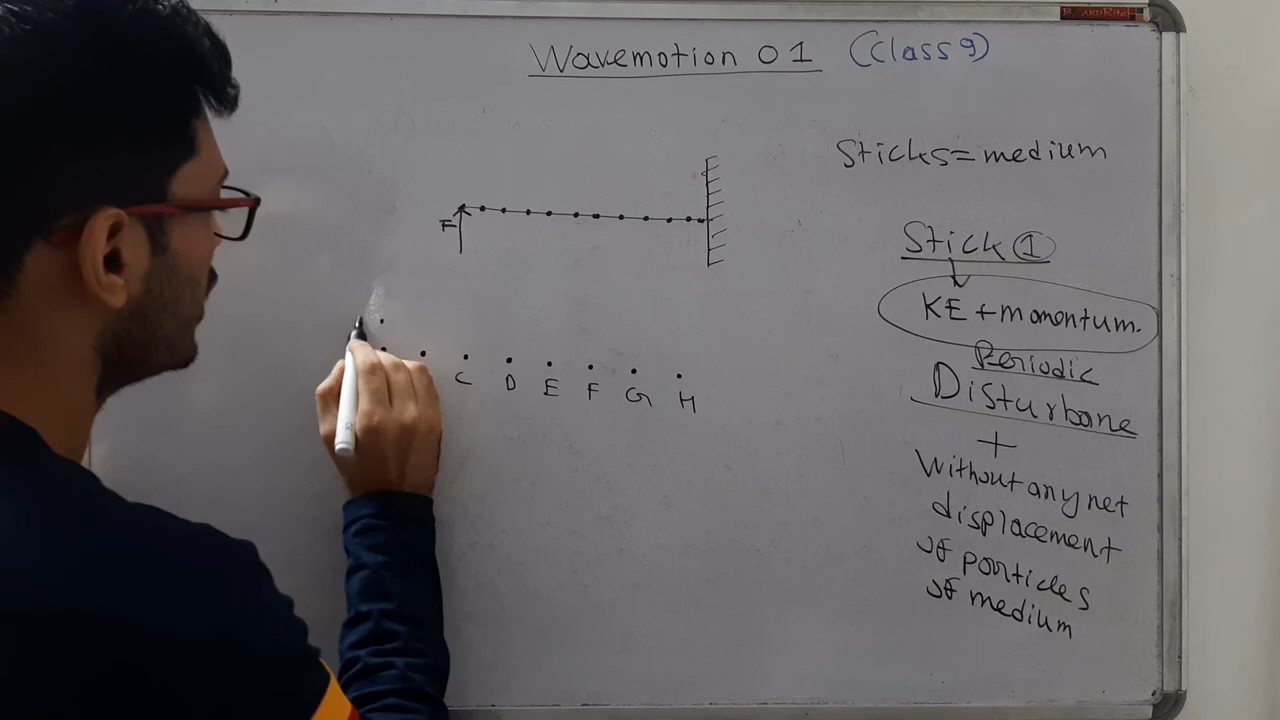 Wavemotion 01 (Class 9)
Sticks = medium
F
Stick ①
KE + momentum.
Periodic
Disturbane
+
Without any net
displacement
of particles
of medium
C D E F G H